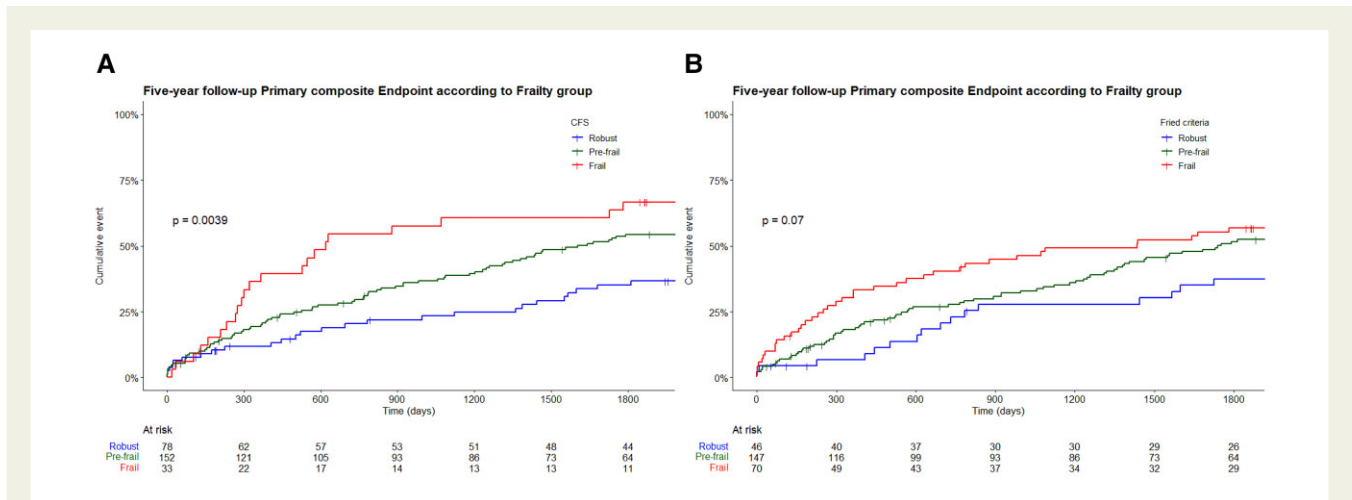 A
Five-year follow-up Primary composite Endpoint according to Frailty group
100%
75%
50%
25%
0%
Cumulative event
CFS
Robust
Pre-frail
Frail
p = 0.0039
0 300 600 900 1200 1500 1800
Time (days)
At risk
Robust 78 62 57 53 51 48 44
Pre-frail 152 121 105 93 86 73 64
Frail 33 22 17 14 13 13 11
B
Five-year follow-up Primary composite Endpoint according to Frailty group
100%
75%
50%
25%
0%
Cumulative event
Fried criteria
Robust
Pre-frail
Frail
p = 0.07
0 300 600 900 1200 1500 1800
Time (days)
At risk
Robust 46 40 37 30 30 29 26
Pre-frail 147 116 99 93 86 73 64
Frail 70 49 43 37 34 32 29